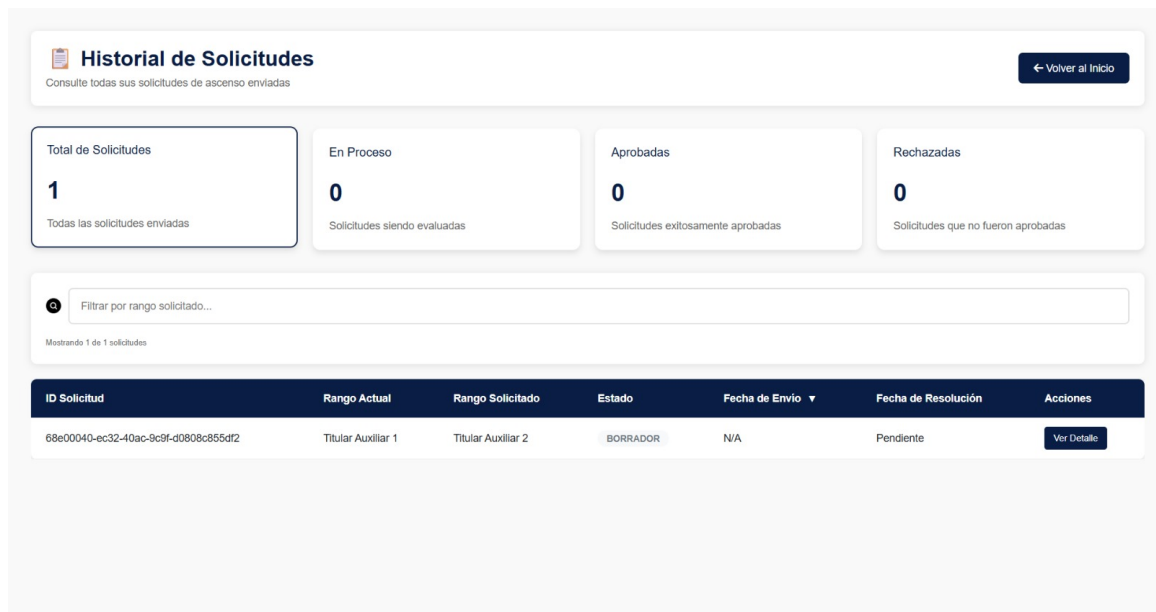 Historial de Solicitudes
Consulte todas sus solicitudes de ascenso enviadas
← Volver al Inicio
Total de Solicitudes
1
Todas las solicitudes enviadas
En Proceso
0
Solicitudes siendo evaluadas
Aprobadas
0
Solicitudes exitosamente aprobadas
Rechazadas
0
Solicitudes que no fueron aprobadas
Filtrar por rango solicitado...
Mostrando 1 de 1 solicitudes
ID Solicitud Rango Actual Rango Solicitado Estado Fecha de Envio ▼ Fecha de Resolución Acciones
68e00040-ec32-40ac-9c9f-d0808c855df2 Titular Auxiliar 1 Titular Auxiliar 2 BORRADOR N/A Pendiente Ver Detalle